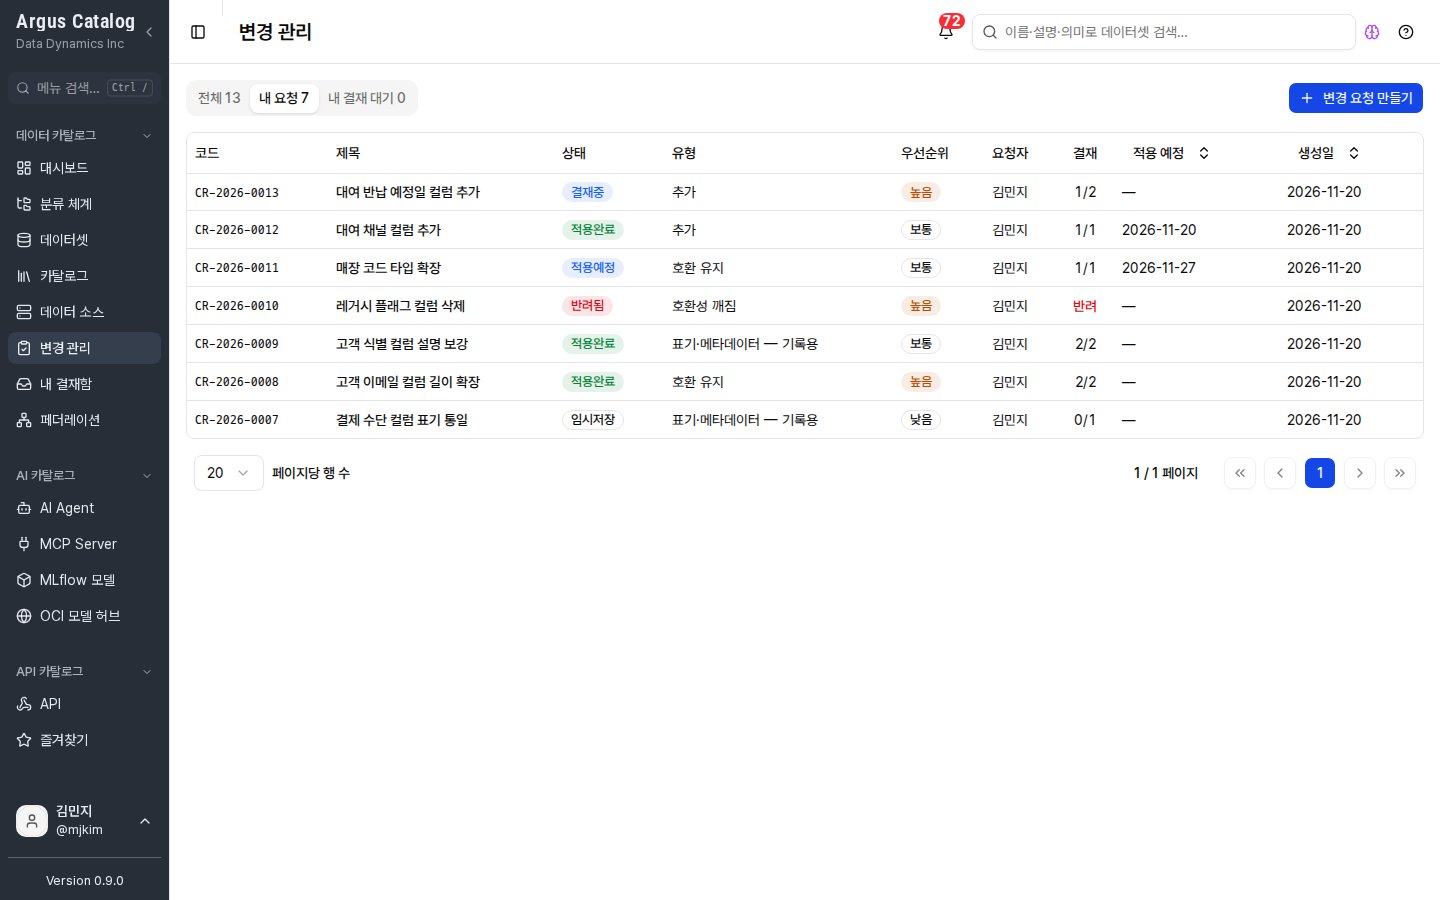 Argus Catalog
Data Dynamics Inc
메뉴 검색... Ctrl /
데이터 카탈로그
대시보드
분류 체계
데이터셋
카탈로그
데이터 소스
변경 관리
내 결재함
페더레이션
AI 카탈로그
AI Agent
MCP Server
MLflow 모델
OCI 모델 허브
API 카탈로그
API
즐겨찾기
김민지
@mjkim
Version 0.9.0
변경 관리
72
이름·설명·의미로 데이터셋 검색...
전체 13 내 요청 7 내 결재 대기 0
변경 요청 만들기
코드 제목 상태 유형 우선순위 요청자 결재 적용 예정 생성일
CR-2026-0013 대여 반납 예정일 컬럼 추가 결재중 추가 높음 김민지 1/2 — 2026-11-20
CR-2026-0012 대여 채널 컬럼 추가 적용완료 추가 보통 김민지 1/1 2026-11-20 2026-11-20
CR-2026-0011 매장 코드 타입 확장 적용예정 호환 유지 보통 김민지 1/1 2026-11-27 2026-11-20
CR-2026-0010 레거시 플래그 컬럼 삭제 반려됨 호환성 깨짐 높음 김민지 반려 — 2026-11-20
CR-2026-0009 고객 식별 컬럼 설명 보강 적용완료 표기·메타데이터 — 기록용 보통 김민지 2/2 — 2026-11-20
CR-2026-0008 고객 이메일 컬럼 길이 확장 적용완료 호환 유지 높음 김민지 2/2 — 2026-11-20
CR-2026-0007 결제 수단 컬럼 표기 통일 임시저장 표기·메타데이터 — 기록용 낮음 김민지 0/1 — 2026-11-20
20 페이지당 행 수
1 / 1 페이지
1